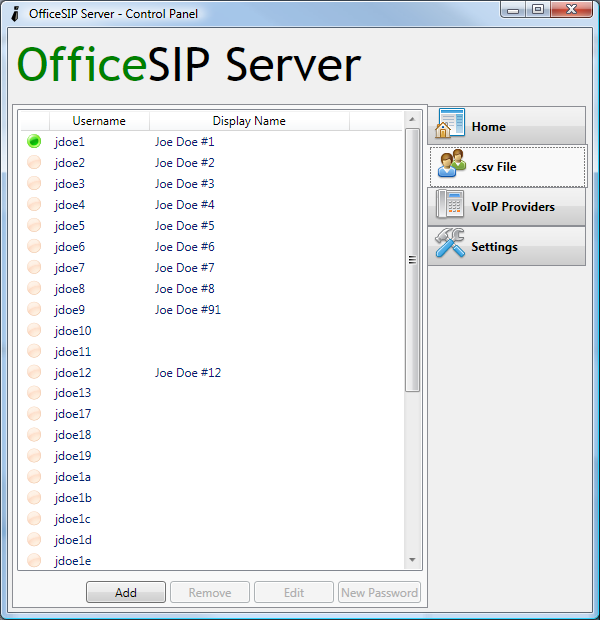 OfficeSIP Server - Control Panel
OfficeSIP Server
Username Display Name
jdoe1 Joe Doe #1
jdoe2 Joe Doe #2
jdoe3 Joe Doe #3
jdoe4 Joe Doe #4
jdoe5 Joe Doe #5
jdoe6 Joe Doe #6
jdoe7 Joe Doe #7
jdoe8 Joe Doe #8
jdoe9 Joe Doe #91
jdoe10
jdoe11
jdoe12 Joe Doe #12
jdoe13
jdoe17
jdoe18
jdoe19
jdoe1a
jdoe1b
jdoe1c
jdoe1d
jdoe1e
Add Remove Edit New Password
Home
.csv File
VoIP Providers
Settings